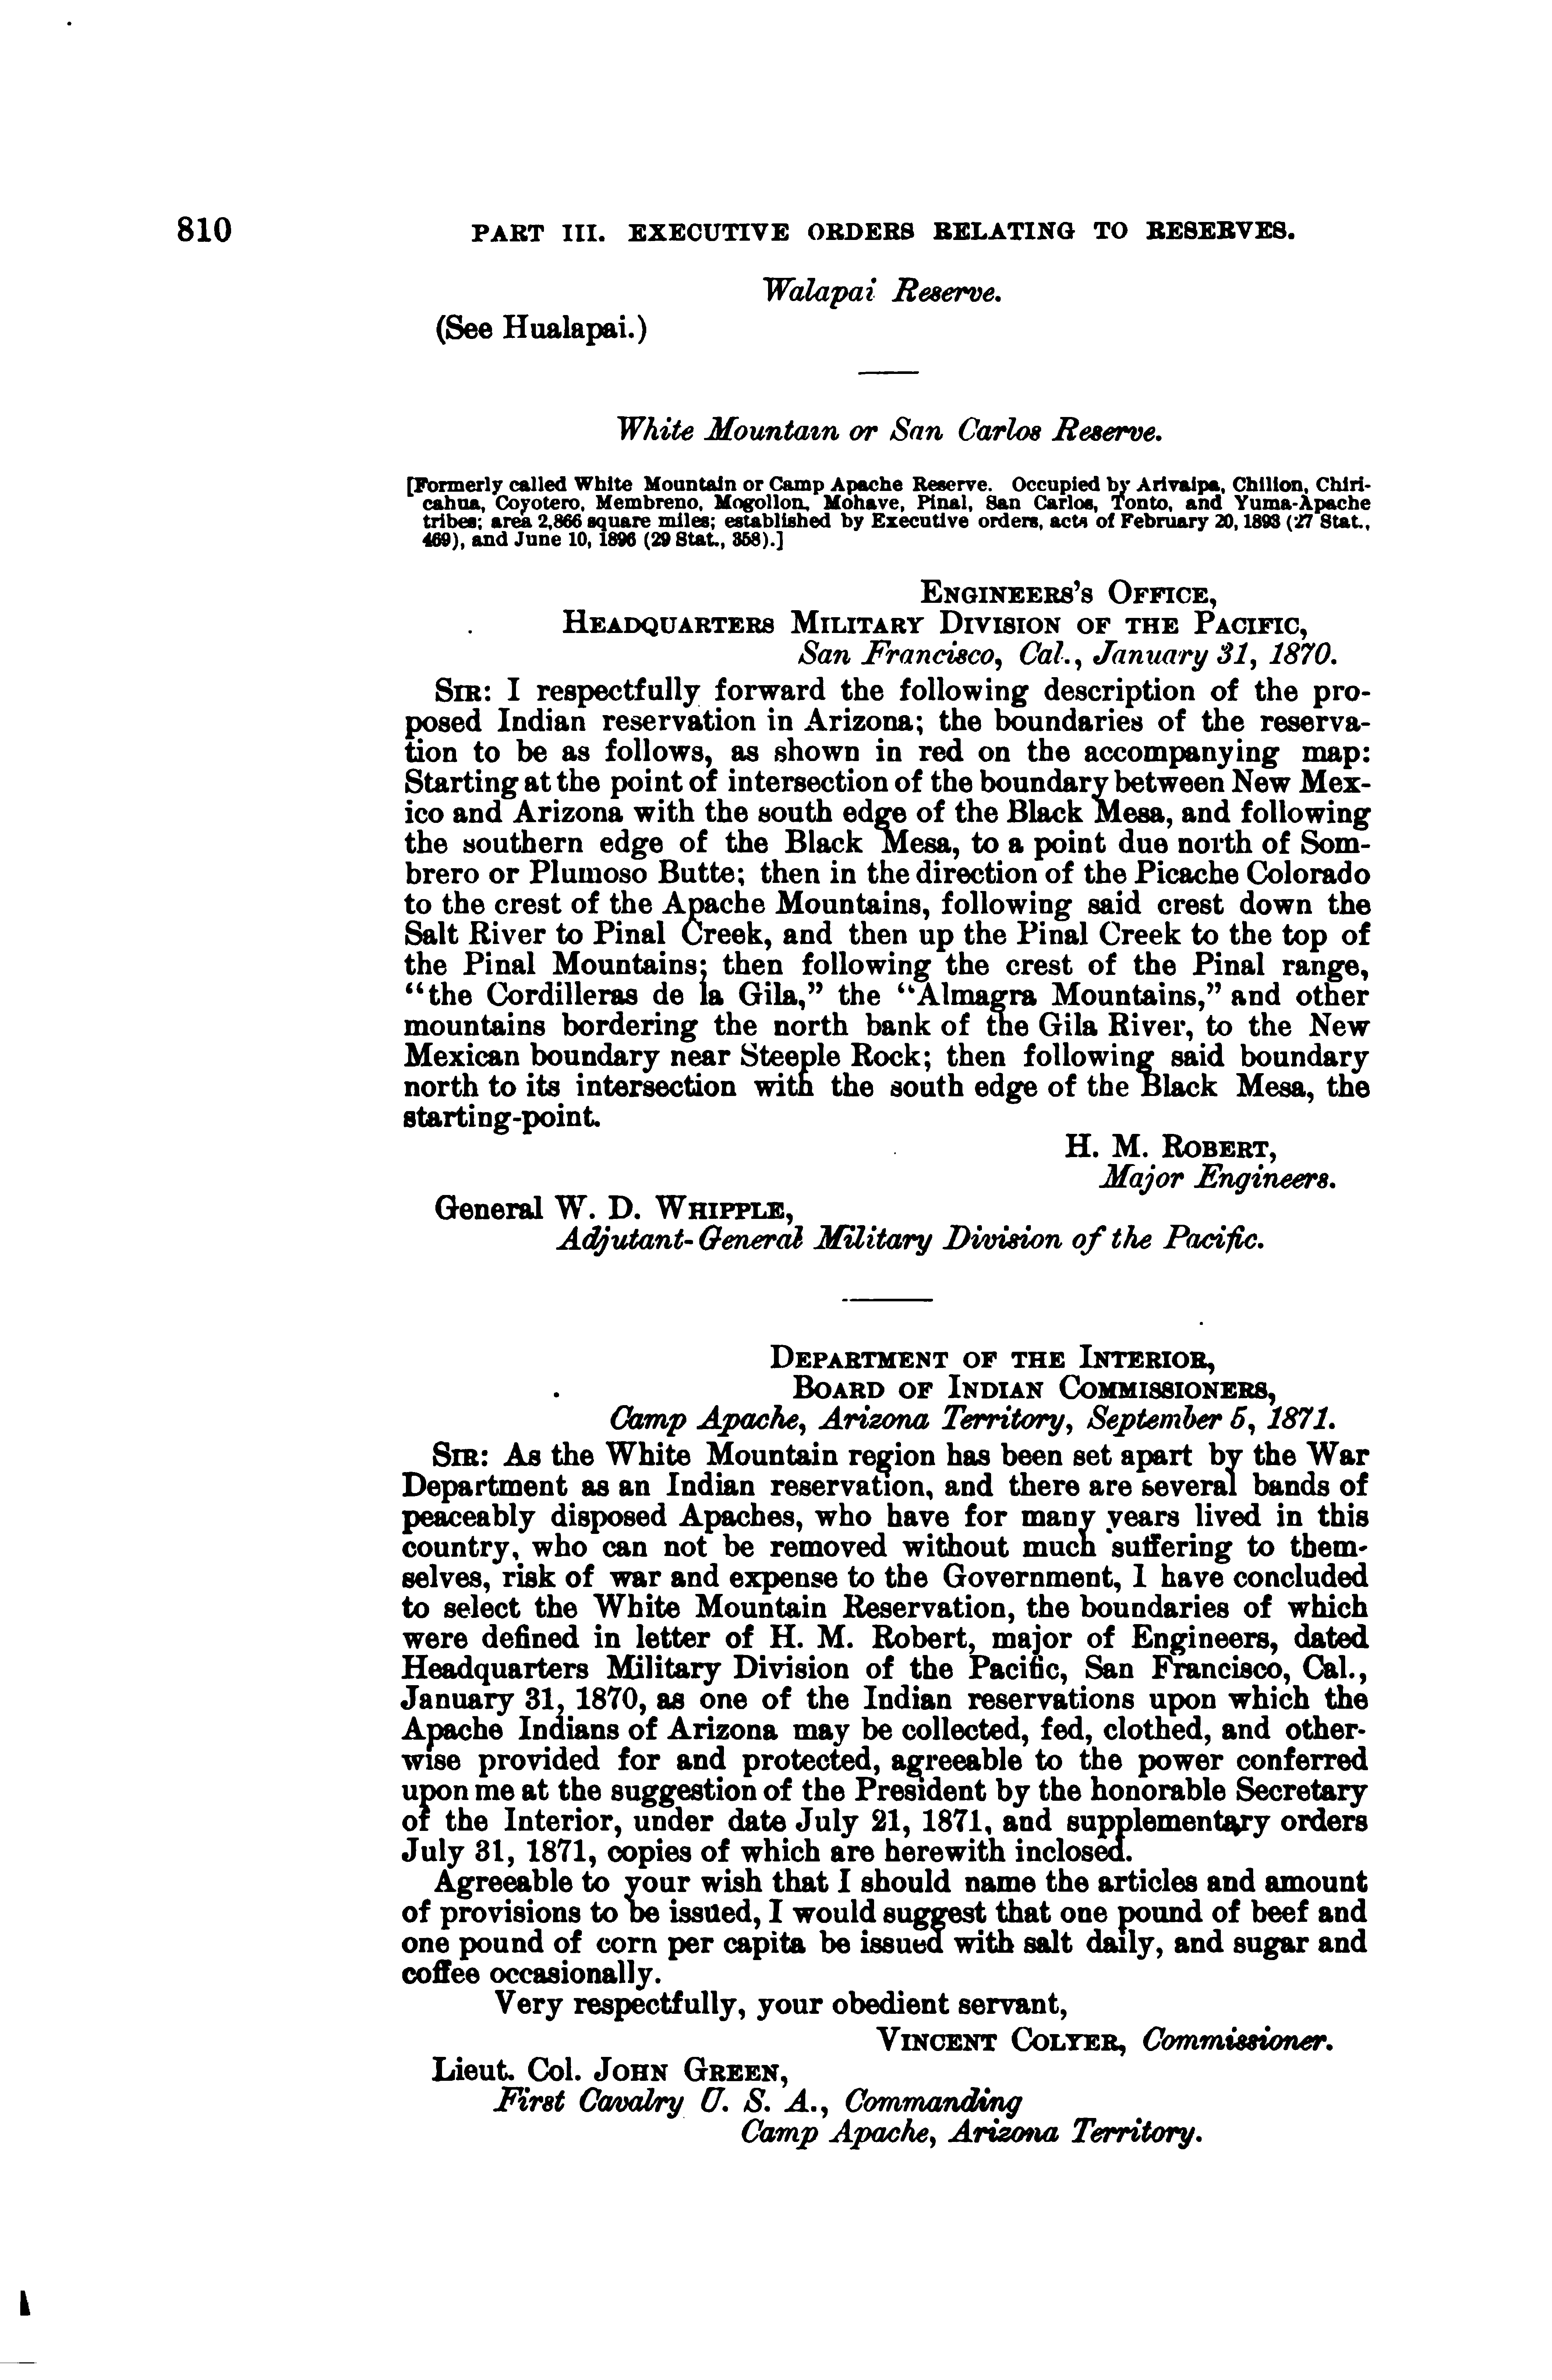 810 PART III. EXECUTIVE ORDERS RELATING TO RESERVES.
Walapai Reserve.
(See Hualapai.)
White Mountain or San Carlos Reserve.
[Formerly called White Mountain or Camp Apache Reserve. Occupied by Arivaipa, Chilion, Chiri-
cahua, Coyotero, Membreno, Mogollon, Mohave, Pinal, San Carlos, Tonto, and Yuma-Apache
tribes; area 2,866 square miles; established by Executive orders, acts of February 20, 1893 (27 Stat.,
469), and June 10, 1896 (29 Stat., 358).]
ENGINEERS'S OFFICE,
HEADQUARTERS MILITARY DIVISION OF THE PACIFIC,
San Francisco, Cal., January 31, 1870.
SIR: I respectfully forward the following description of the pro-
posed Indian reservation in Arizona; the boundaries of the reserva-
tion to be as follows, as shown in red on the accompanying map:
Starting at the point of intersection of the boundary between New Mex-
ico and Arizona with the south edge of the Black Mesa, and following
the southern edge of the Black Mesa, to a point due north of Som-
brero or Plumoso Butte; then in the direction of the Picache Colorado
to the crest of the Apache Mountains, following said crest down the
Salt River to Pinal Creek, and then up the Pinal Creek to the top of
the Pinal Mountains; then following the crest of the Pinal range,
"the Cordilleras de la Gila," the "Almagra Mountains," and other
mountains bordering the north bank of the Gila River, to the New
Mexican boundary near Steeple Rock; then following said boundary
north to its intersection with the south edge of the Black Mesa, the
starting-point.
H. M. ROBERT,
Major Engineers.
General W. D. WHIPPLE,
Adjutant-General Military Division of the Pacific.
DEPARTMENT OF THE INTERIOR,
BOARD OF INDIAN COMMISSIONERS,
Camp Apache, Arizona Territory, September 5, 1871.
SIR: As the White Mountain region has been set apart by the War
Department as an Indian reservation, and there are several bands of
peaceably disposed Apaches, who have for many years lived in this
country, who can not be removed without much suffering to them-
selves, risk of war and expense to the Government, I have concluded
to select the White Mountain Reservation, the boundaries of which
were defined in letter of H. M. Robert, major of Engineers, dated
Headquarters Military Division of the Pacific, San Francisco, Cal.,
January 31, 1870, as one of the Indian reservations upon which the
Apache Indians of Arizona may be collected, fed, clothed, and other-
wise provided for and protected, agreeable to the power conferred
upon me at the suggestion of the President by the honorable Secretary
of the Interior, under date July 21, 1871, and supplementary orders
July 31, 1871, copies of which are herewith inclosed.
Agreeable to your wish that I should name the articles and amount
of provisions to be issued, I would suggest that one pound of beef and
one pound of corn per capita be issued with salt daily, and sugar and
coffee occasionally.
Very respectfully, your obedient servant,
VINCENT COLYER, Commissioner.
Lieut. Col. JOHN GREEN,
First Cavalry U. S. A., Commanding
Camp Apache, Arizona Territory.